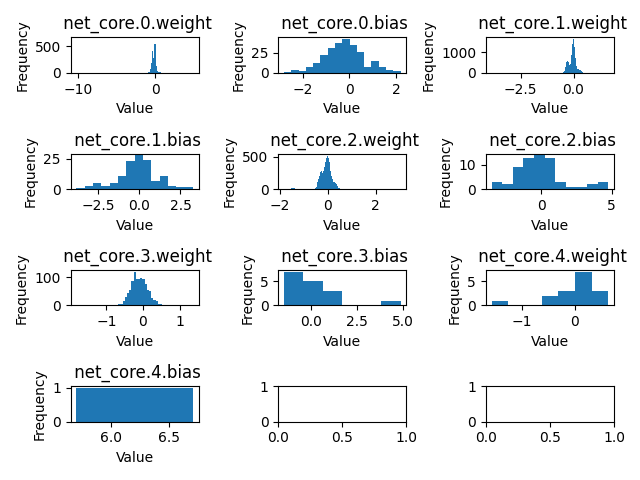 net_core.0.weight
Frequency
500
0
−10
0
Value
net_core.0.bias
Frequency
25
0
−2
0
2
Value
net_core.1.weight
Frequency
1000
0
−2.5
0.0
Value
net_core.1.bias
Frequency
25
0
−2.5
0.0
2.5
Value
net_core.2.weight
Frequency
500
0
−2
0
2
Value
net_core.2.bias
Frequency
10
0
0
5
Value
net_core.3.weight
Frequency
100
0
−1
0
1
Value
net_core.3.bias
Frequency
5
0
0.0
2.5
5.0
Value
net_core.4.weight
Frequency
5
0
−1
0
Value
net_core.4.bias
Frequency
1
0
6.0
6.5
Value
1
0
0.0
0.5
1.0
1
0
0.0
0.5
1.0